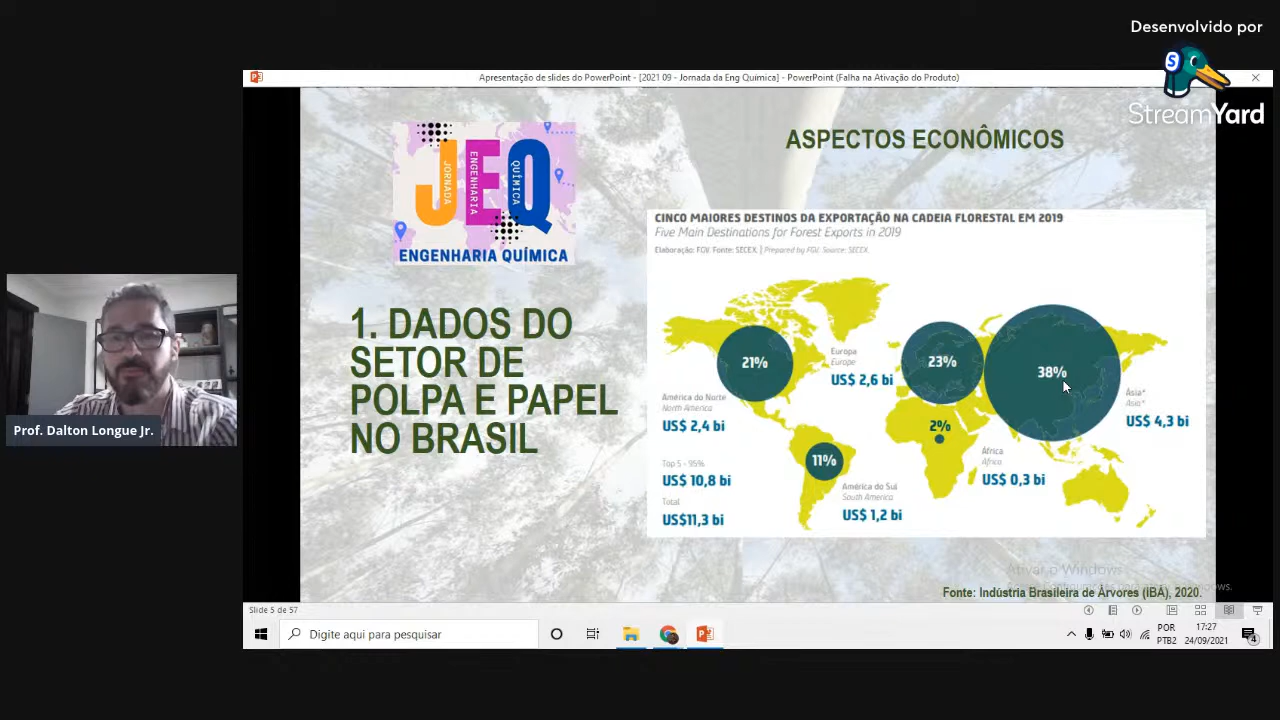 Desenvolvido por
StreamYard
Apresentação de slides do PowerPoint - [2021 09 - Jornada da Eng Quimica] - PowerPoint (Falha na Ativação do Produto)
JEQ
JORNADA
ENGENHARIA
QUÍMICA
ENGENHARIA QUÍMICA
ASPECTOS ECONÔMICOS
1. DADOS DO
SETOR DE
POLPA E PAPEL
NO BRASIL
CINCO MAIORES DESTINOS DA EXPORTAÇÃO NA CADEIA FLORESTAL EM 2019
Five Main Destinations for Forest Exports in 2019
Elaboração: FGV. Fonte: SECEX. | Prepared by FGV. Source: SECEX.
21%
América do Norte
North America
US$ 2,4 bi
Europa
Europe
US$ 2,6 bi
23%
38%
Ásia*
Asia*
US$ 4,3 bi
2%
África
Africa
US$ 0,3 bi
11%
América do Sul
South America
US$ 1,2 bi
Top 5 - 95%
US$ 10,8 bi
Total
US$11,3 bi
Ativar o Windows
Fonte: Indústria Brasileira de Árvores (IBÁ), 2020.
Prof. Dalton Longue Jr.
Slide 5 de 57
Digite aqui para pesquisar
POR
PTB2
17:27
24/09/2021
4